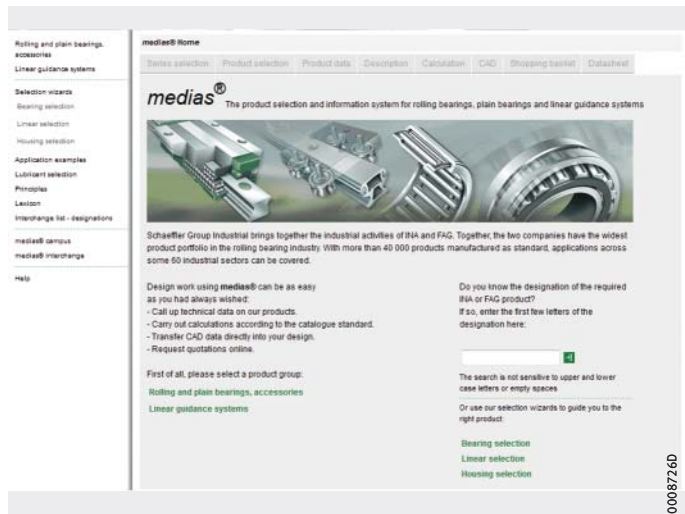 Rolling and plain bearings,
accessories
Linear guidance systems
Selection wizards
Bearing selection
Linear selection
Housing selection
Application examples
Lubricant selection
Principles
Lexicon
Interchange list - designations
medias® campus
medias® interchange
Help
medias® Home
Series selection Product selection Product data Description Calculation CAD Shopping basket Datasheet
medias® The product selection and information system for rolling bearings, plain bearings and linear guidance systems
Schaeffler Group Industrial brings together the industrial activities of INA and FAG. Together, the two companies have the widest
product portfolio in the rolling bearing industry. With more than 40 000 products manufactured as standard, applications across
some 60 industrial sectors can be covered.
Design work using medias® can be as easy
as you had always wished:
- Call up technical data on our products.
- Carry out calculations according to the catalogue standard.
- Transfer CAD data directly into your design.
- Request quotations online.
First of all, please select a product group:
Rolling and plain bearings, accessories
Linear guidance systems
Do you know the designation of the required
INA or FAG product?
If so, enter the first few letters of the
designation here:
The search is not sensitive to upper and lower
case letters or empty spaces
Or use our selection wizards to guide you to the
right product:
Bearing selection
Linear selection
Housing selection
0008726D